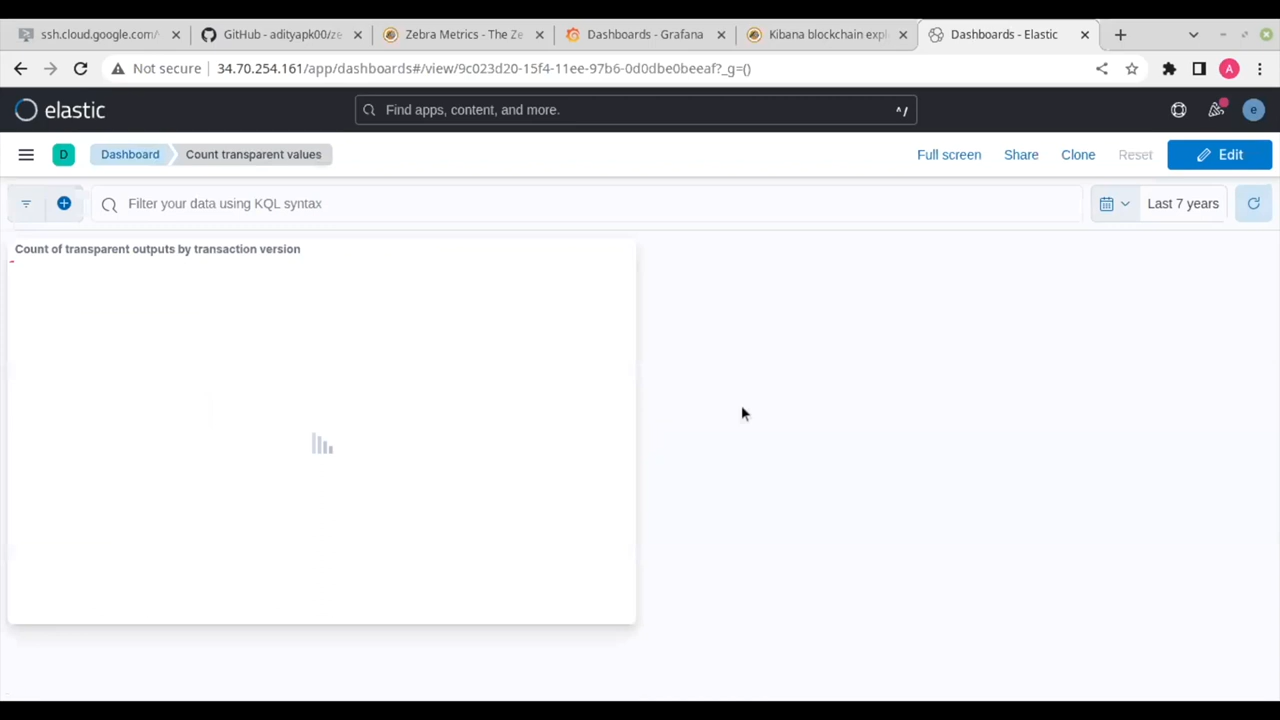 ssh.cloud.google.com/
GitHub - adityapk00/ze
Zebra Metrics - The Ze
Dashboards - Grafana
Kibana blockchain expl
Dashboards - Elastic
Not secure
34.70.254.161/app/dashboards#/view/9c023d20-15f4-11ee-97b6-0d0dbe0beeaf?_g=()
A
elastic
Find apps, content, and more.
^/
e
D
Dashboard
Count transparent values
Full screen
Share
Clone
Reset
Edit
Filter your data using KQL syntax
Last 7 years
Count of transparent outputs by transaction version